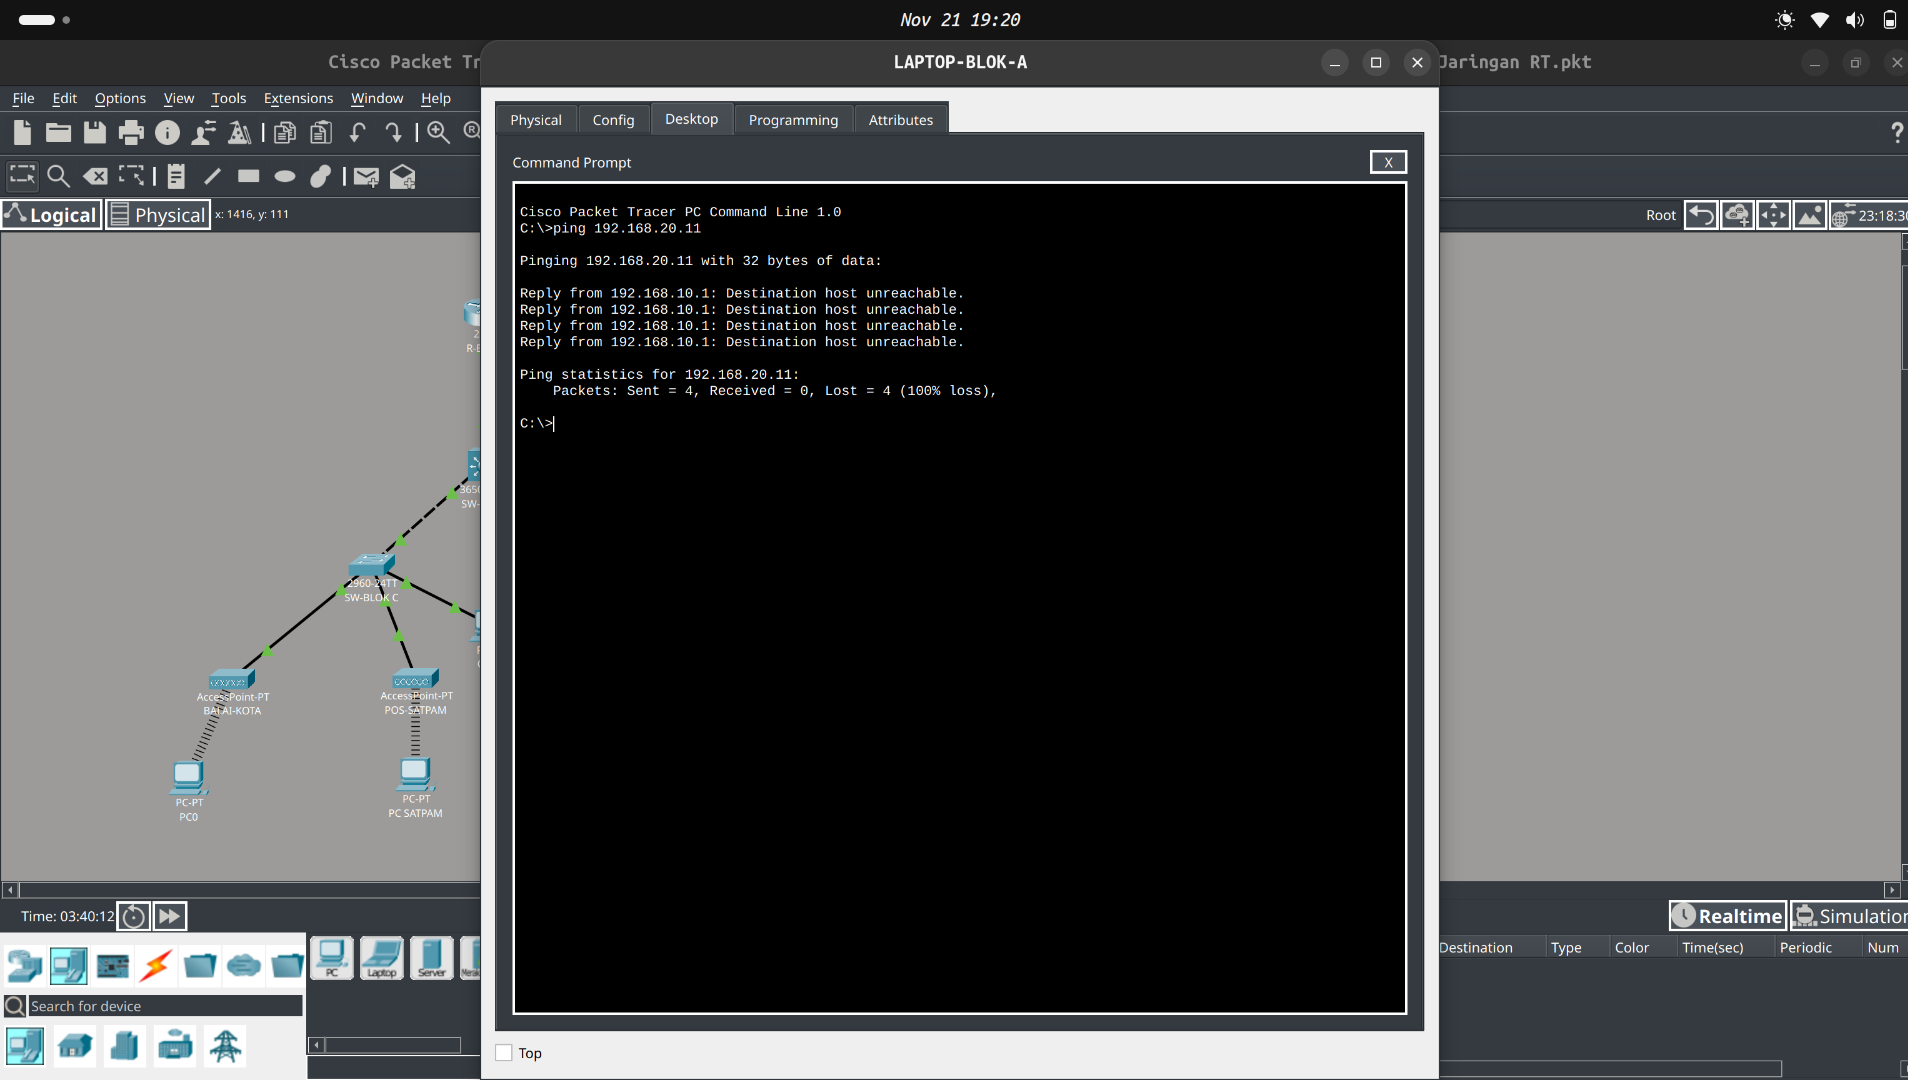 Nov 21 19:20
Cisco Packet Tr
LAPTOP-BLOK-A
Jaringan RT.pkt
File Edit Options View Tools Extensions Window Help
Physical Config Desktop Programming Attributes
Command Prompt X
?
Logical Physical x: 1416, y: 111
Root 23:18:30
Cisco Packet Tracer PC Command Line 1.0
C:\>ping 192.168.20.11
Pinging 192.168.20.11 with 32 bytes of data:
Reply from 192.168.10.1: Destination host unreachable.
Reply from 192.168.10.1: Destination host unreachable.
Reply from 192.168.10.1: Destination host unreachable.
Reply from 192.168.10.1: Destination host unreachable.
Ping statistics for 192.168.20.11:
Packets: Sent = 4, Received = 0, Lost = 4 (100% loss),
C:\>
SW-
2960-24TT
SW-BLOK C
AccessPoint-PT
BALAI-KOTA
AccessPoint-PT
POS-SATPAM
PC-PT
PC0
PC-PT
PC SATPAM
Time: 03:40:12
Realtime Simulation
PC Laptop Server
Destination Type Color Time(sec) Periodic Num
Search for device
Top